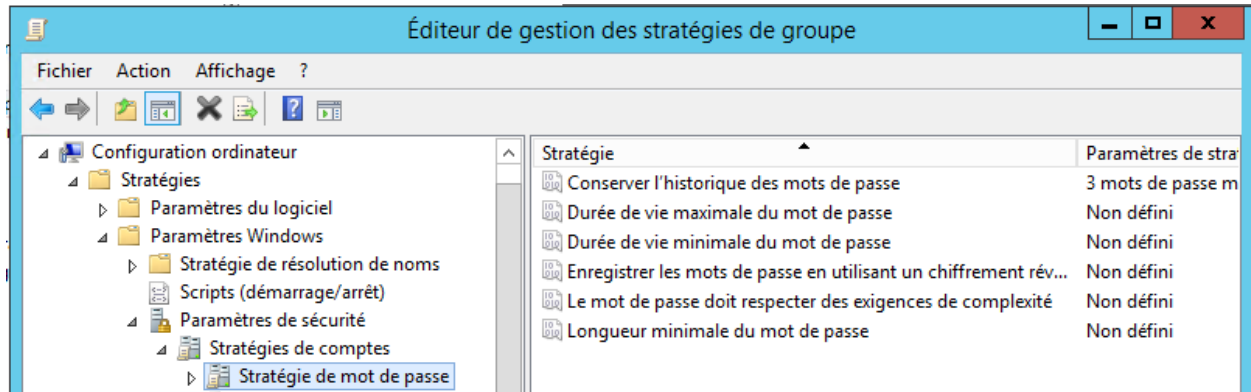 Éditeur de gestion des stratégies de groupe
Fichier Action Affichage ?
Configuration ordinateur
Stratégies
Paramètres du logiciel
Paramètres Windows
Stratégie de résolution de noms
Scripts (démarrage/arrêt)
Paramètres de sécurité
Stratégies de comptes
Stratégie de mot de passe
Stratégie Paramètres de stra
Conserver l'historique des mots de passe 3 mots de passe m
Durée de vie maximale du mot de passe Non défini
Durée de vie minimale du mot de passe Non défini
Enregistrer les mots de passe en utilisant un chiffrement rév... Non défini
Le mot de passe doit respecter des exigences de complexité Non défini
Longueur minimale du mot de passe Non défini